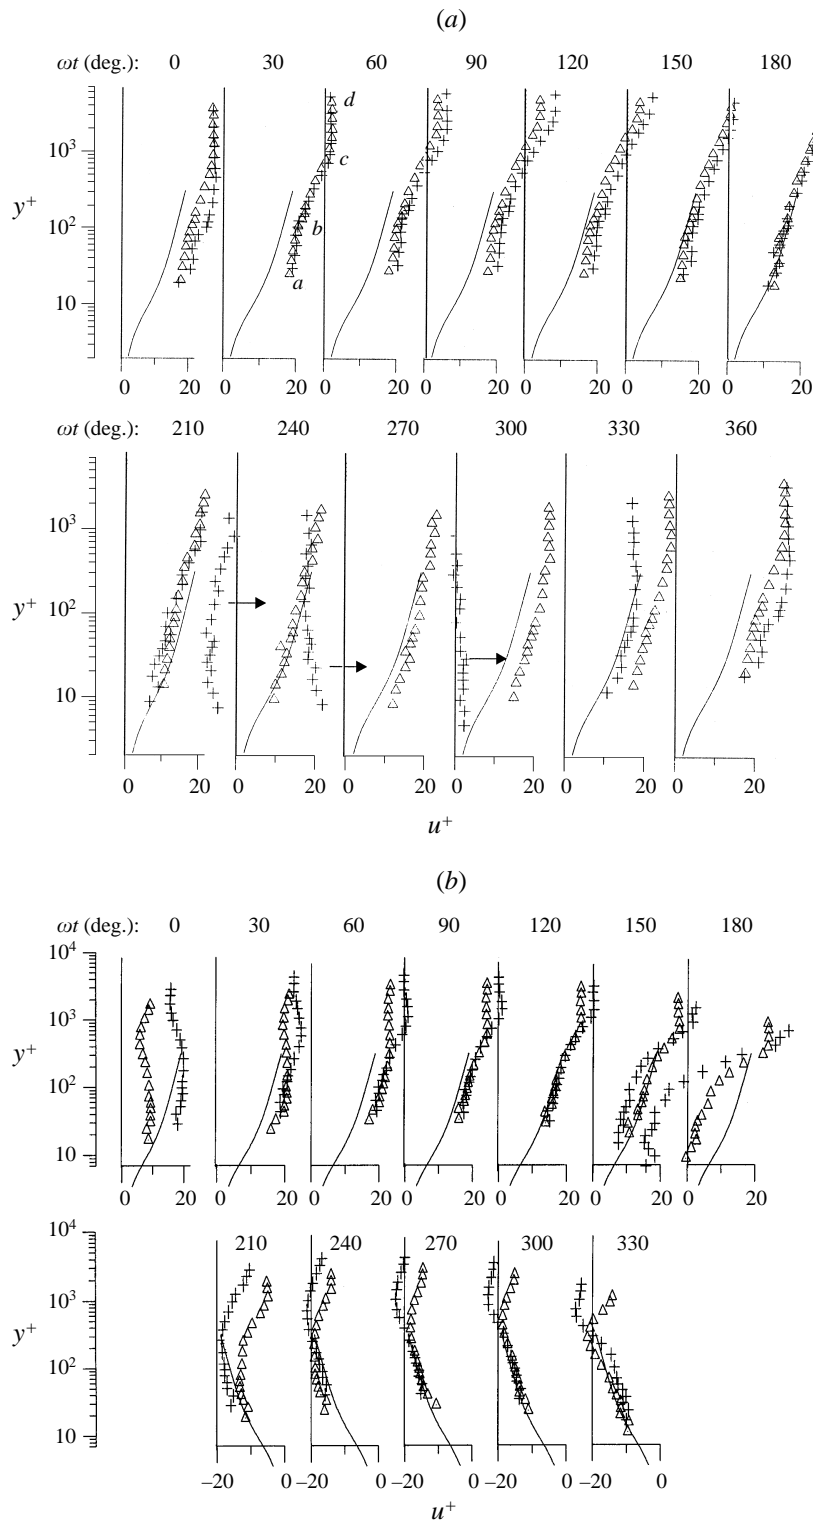 (a)
ωt (deg.): 0 30 60 90 120 150 180
d
10³
c
y⁺
10²
b
a
10
0 20 0 20 0 20 0 20 0 20 0 20 0 20
ωt (deg.): 210 240 270 300 330 360
10³
y⁺
10²
10
0 20 0 20 0 20 0 20 0 20 0 20
u⁺
(b)
ωt (deg.): 0 30 60 90 120 150 180
10⁴
10³
y⁺
10²
10
0 20 0 20 0 20 0 20 0 20 0 20 0 20
10⁴
210 240 270 300 330
10³
y⁺
10²
10
−20 0 −20 0 −20 0 −20 0 −20 0
u⁺